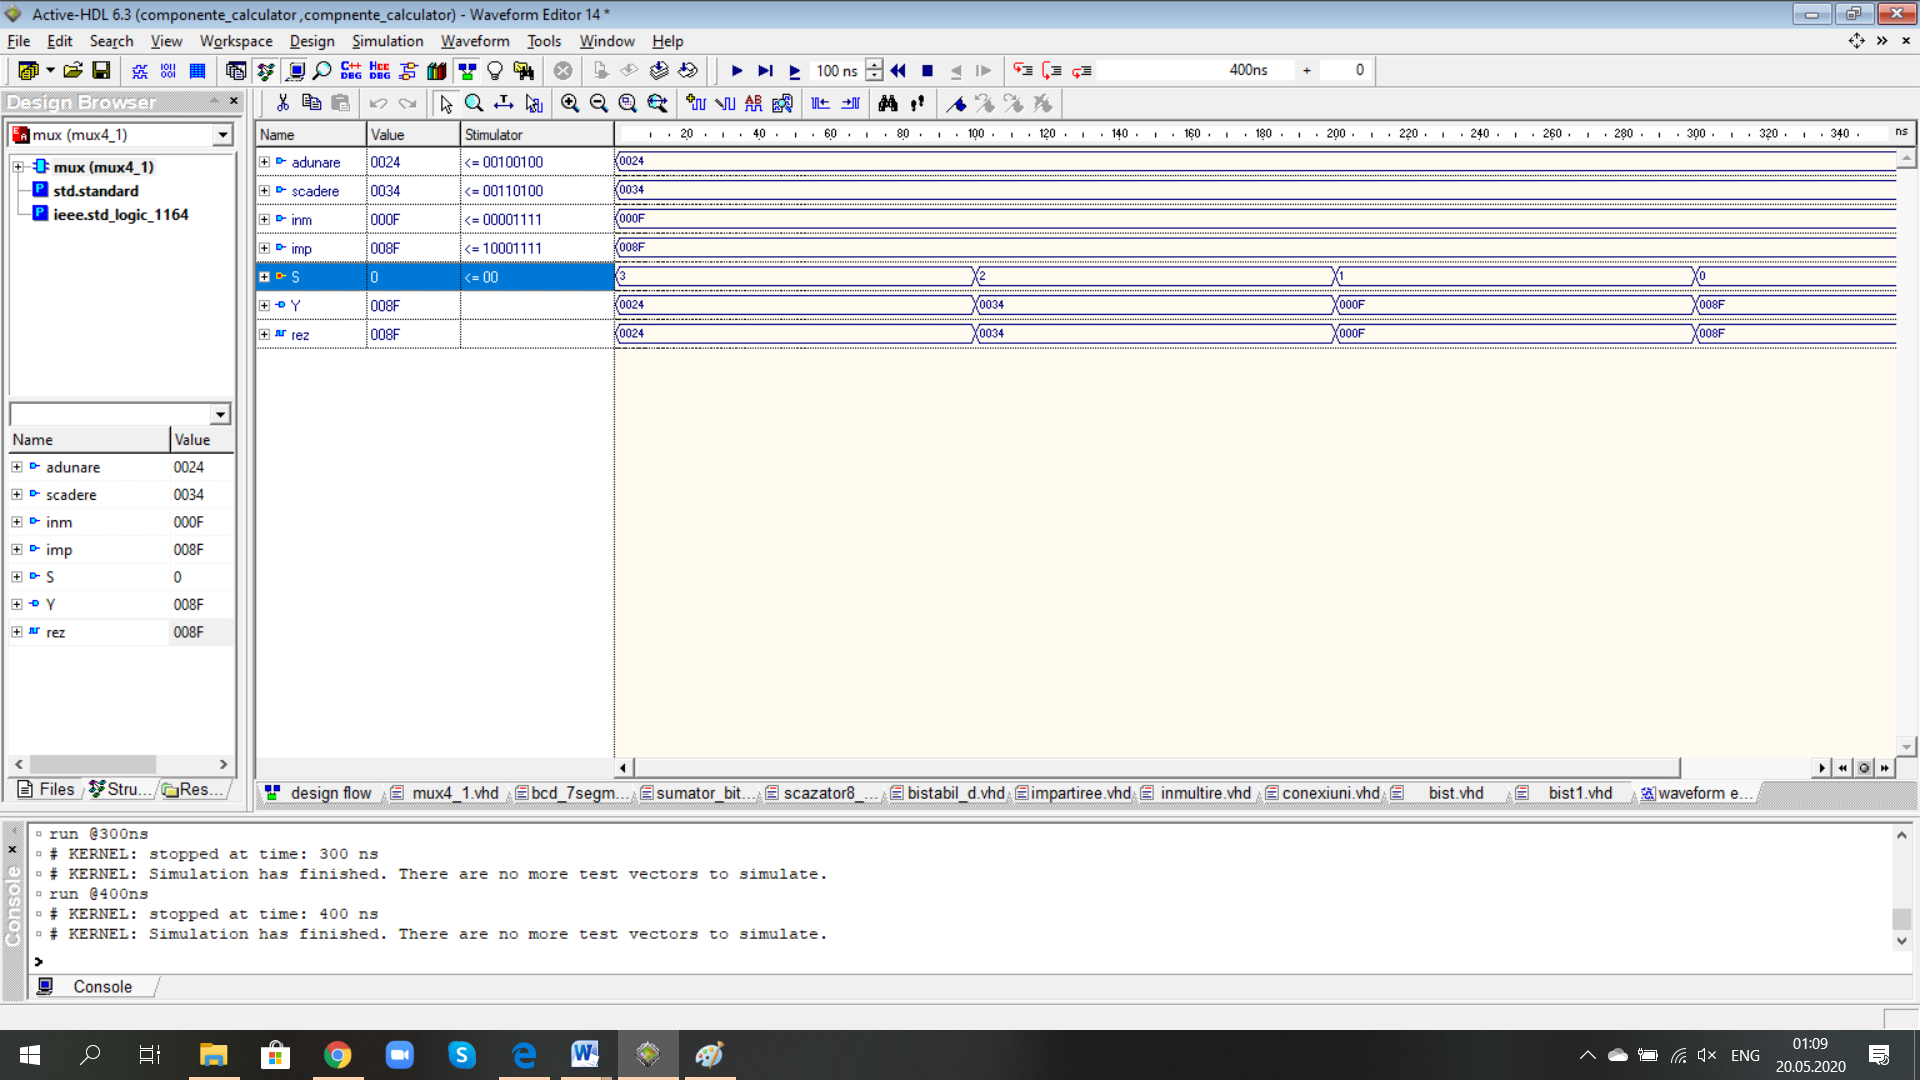 Active-HDL 6.3 (componente_calculator ,compnente_calculator) - Waveform Editor 14 *
File Edit Search View Workspace Design Simulation Waveform Tools Window Help
C++ DBG HCC DBG 100 ns 400ns + 0
Design Browser
mux (mux4_1)
mux (mux4_1)
std.standard
ieee.std_logic_1164
Name Value
adunare 0024
scadere 0034
inm 000F
imp 008F
S 0
Y 008F
rez 008F
Files Stru... Res...
Name Value Stimulator 20 40 60 80 100 120 140 160 180 200 220 240 260 280 300 320 340 ns
adunare 0024 <= 00100100 0024
scadere 0034 <= 00110100 0034
inm 000F <= 00001111 000F
imp 008F <= 10001111 008F
S 0 <= 00 3 2 1 0
Y 008F 0024 0034 000F 008F
rez 008F 0024 0034 000F 008F
design flow mux4_1.vhd bcd_7segm... sumator_bit... scazator8_... bistabil_d.vhd impartiree.vhd inmultire.vhd conexiuni.vhd bist.vhd bist1.vhd waveform e...
Console
run @300ns
# KERNEL: stopped at time: 300 ns
# KERNEL: Simulation has finished. There are no more test vectors to simulate.
run @400ns
# KERNEL: stopped at time: 400 ns
# KERNEL: Simulation has finished. There are no more test vectors to simulate.
>
Console
ENG 01:09
20.05.2020